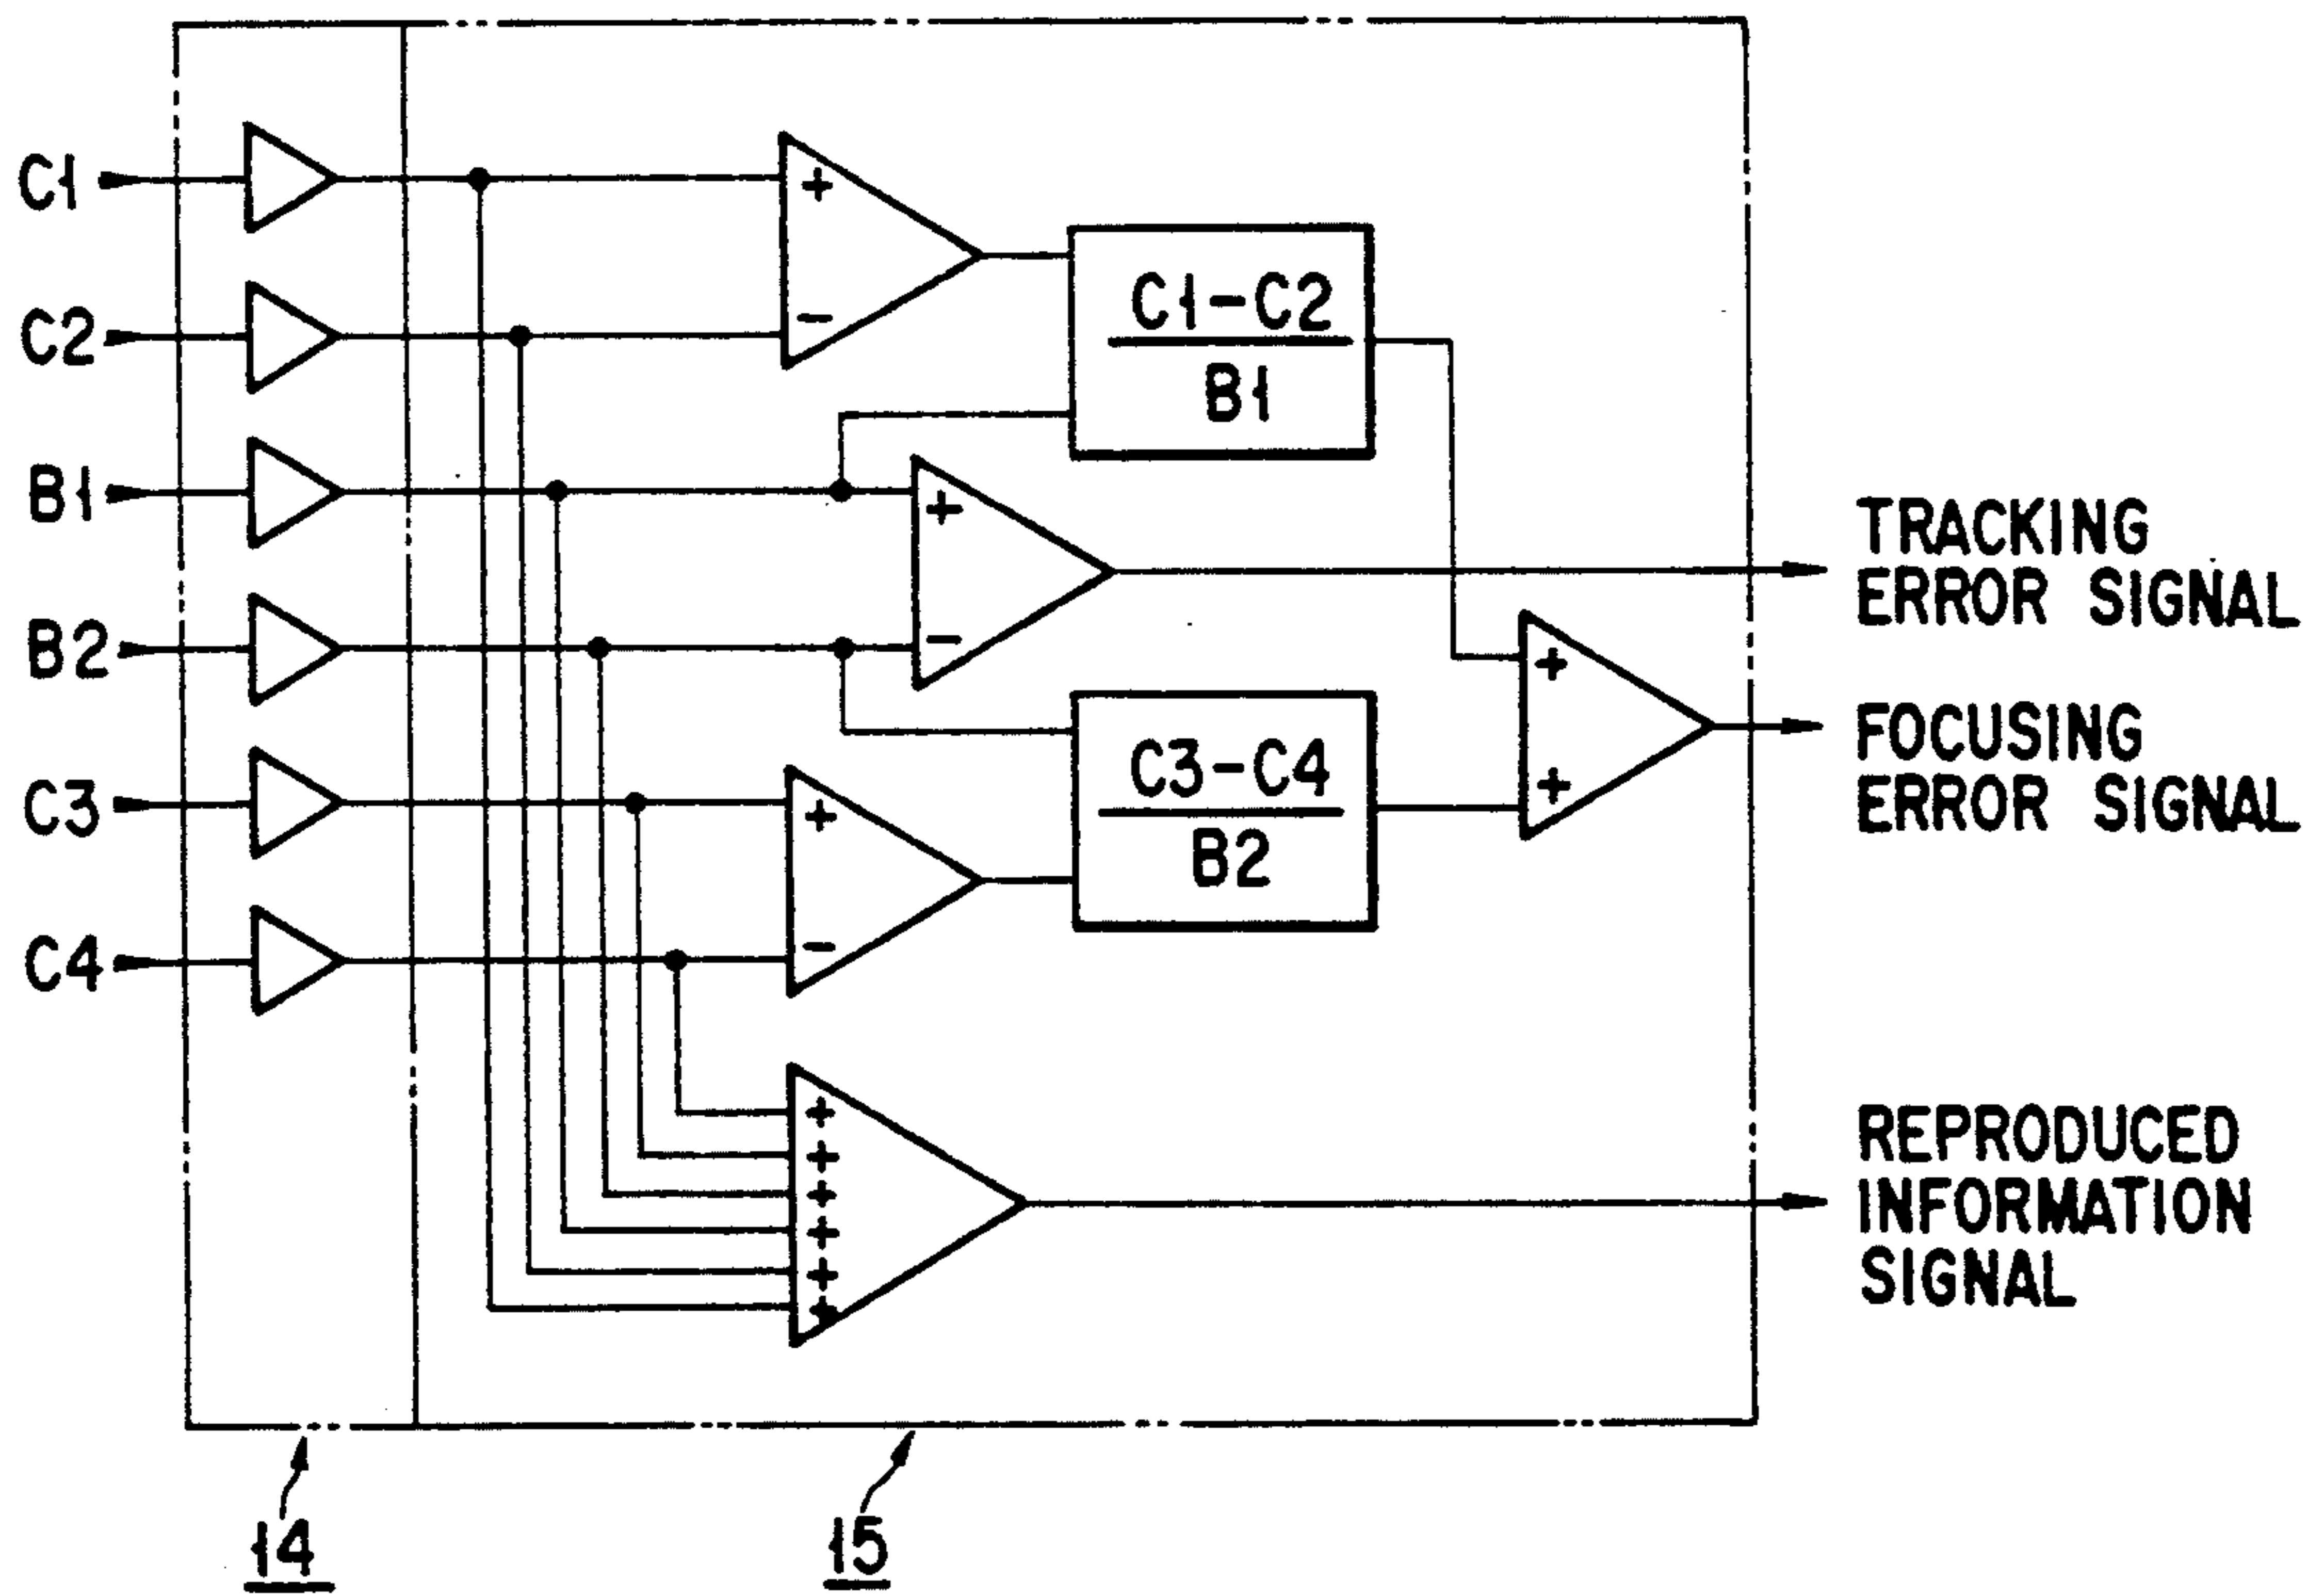 C1
C2
B1
B2
C3
C4
+
−
C1−C2
B1
+
−
C3−C4
B2
+
−
+
+
+
+
+
+
+
+
TRACKING
ERROR SIGNAL
FOCUSING
ERROR SIGNAL
REPRODUCED
INFORMATION
SIGNAL
14
15